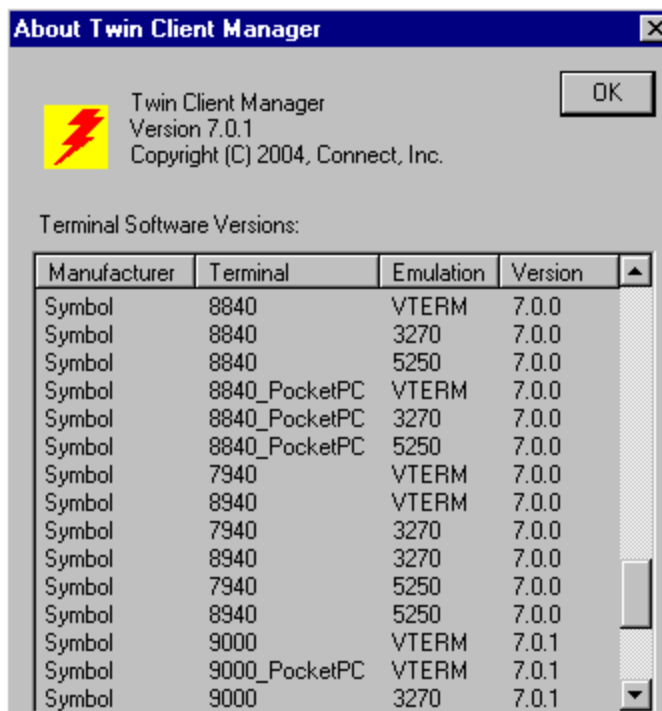 About Twin Client Manager
OK
Twin Client Manager
Version 7.0.1
Copyright (C) 2004, Connect, Inc.
Terminal Software Versions:
Manufacturer Terminal Emulation Version
Symbol 8840 VTERM 7.0.0
Symbol 8840 3270 7.0.0
Symbol 8840 5250 7.0.0
Symbol 8840_PocketPC VTERM 7.0.0
Symbol 8840_PocketPC 3270 7.0.0
Symbol 8840_PocketPC 5250 7.0.0
Symbol 7940 VTERM 7.0.0
Symbol 8940 VTERM 7.0.0
Symbol 7940 3270 7.0.0
Symbol 8940 3270 7.0.0
Symbol 7940 5250 7.0.0
Symbol 8940 5250 7.0.0
Symbol 9000 VTERM 7.0.1
Symbol 9000_PocketPC VTERM 7.0.1
Symbol 9000 3270 7.0.1